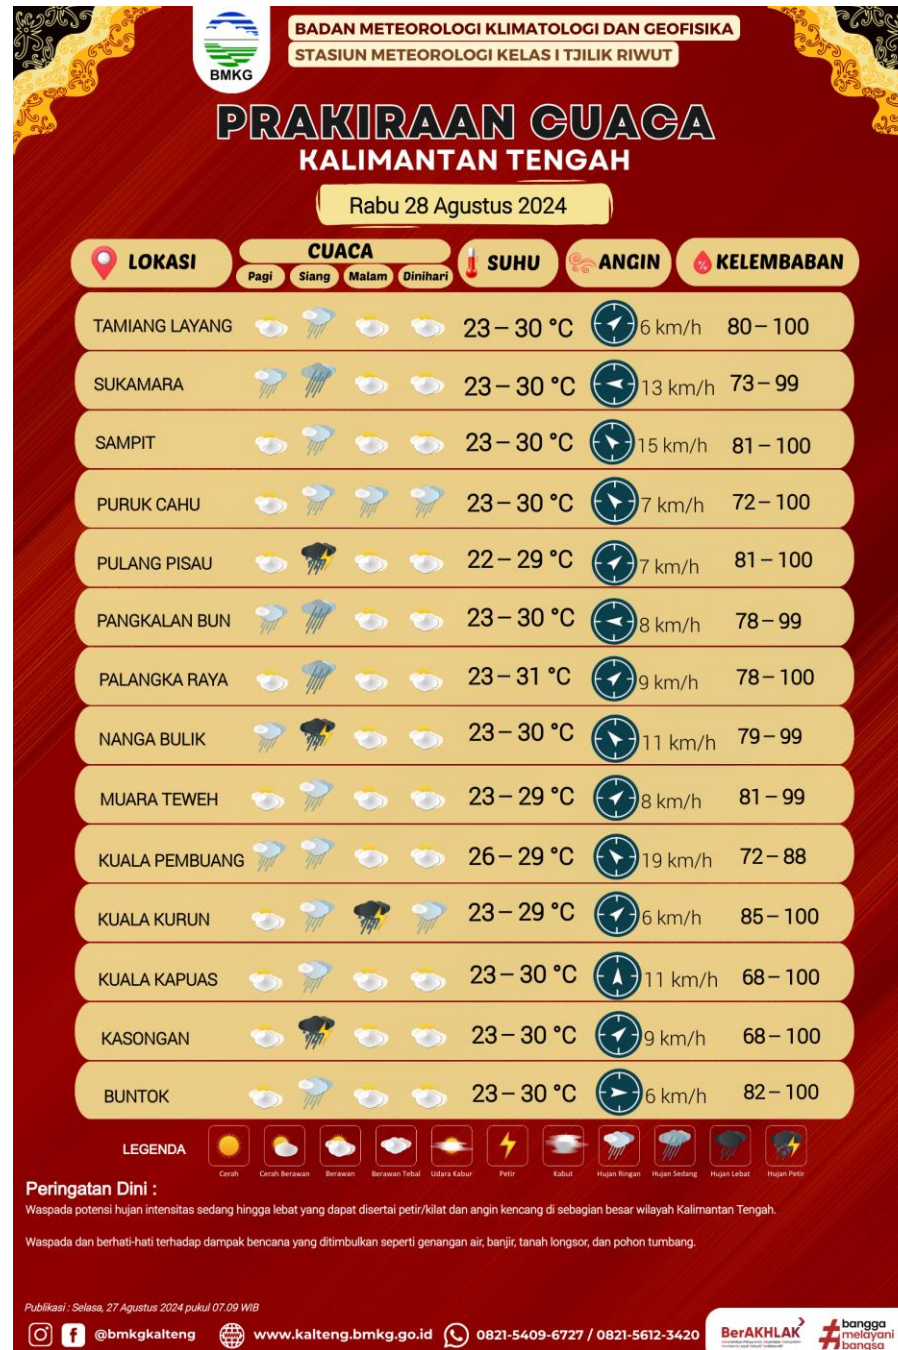 BMKG
BADAN METEOROLOGI KLIMATOLOGI DAN GEOFISIKA
STASIUN METEOROLOGI KELAS I TJILIK RIWUT
PRAKIRAAN CUACA
KALIMANTAN TENGAH
Rabu 28 Agustus 2024
LOKASI CUACA SUHU ANGIN % KELEMBABAN
Pagi Siang Malam Dinihari
TAMIANG LAYANG 23 – 30 °C 6 km/h 80 – 100
SUKAMARA 23 – 30 °C 13 km/h 73 – 99
SAMPIT 23 – 30 °C 15 km/h 81 – 100
PURUK CAHU 23 – 30 °C 7 km/h 72 – 100
PULANG PISAU 22 – 29 °C 7 km/h 81 – 100
PANGKALAN BUN 23 – 30 °C 8 km/h 78 – 99
PALANGKA RAYA 23 – 31 °C 9 km/h 78 – 100
NANGA BULIK 23 – 30 °C 11 km/h 79 – 99
MUARA TEWEH 23 – 29 °C 8 km/h 81 – 99
KUALA PEMBUANG 26 – 29 °C 19 km/h 72 – 88
KUALA KURUN 23 – 29 °C 6 km/h 85 – 100
KUALA KAPUAS 23 – 30 °C 11 km/h 68 – 100
KASONGAN 23 – 30 °C 9 km/h 68 – 100
BUNTOK 23 – 30 °C 6 km/h 82 – 100
LEGENDA
Cerah Cerah Berawan Berawan Berawan Tebal Udara Kabur Petir Kabut Hujan Ringan Hujan Sedang Hujan Lebat Hujan Petir
Peringatan Dini :
Waspada potensi hujan intensitas sedang hingga lebat yang dapat disertai petir/kilat dan angin kencang di sebagian besar wilayah Kalimantan Tengah.
Waspada dan berhati-hati terhadap dampak bencana yang ditimbulkan seperti genangan air, banjir, tanah longsor, dan pohon tumbang.
Publikasi : Selasa, 27 Agustus 2024 pukul 07.09 WIB
@bmkgkalteng www.kalteng.bmkg.go.id 0821-5409-6727 / 0821-5612-3420
BerAKHLAK
#bangga
melayani
bangsa